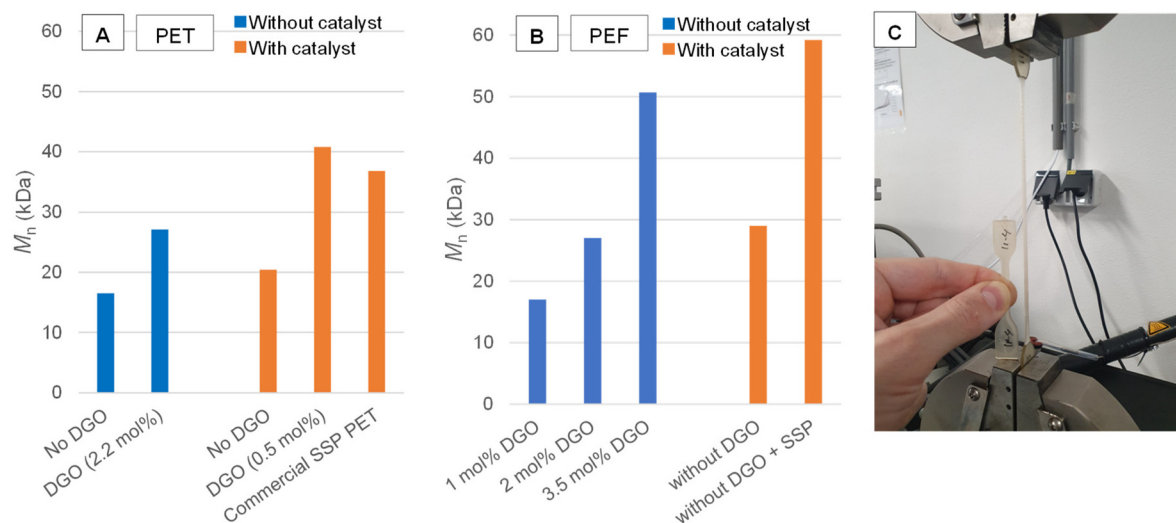 A
PET
Without catalyst
With catalyst
60
50
40
30
20
10
0
Mn (kDa)
No DGO
DGO (2.2 mol%)
No DGO
DGO (0.5 mol%)
Commercial SSP PET
B
PEF
Without catalyst
With catalyst
60
50
40
30
20
10
0
Mn (kDa)
1 mol% DGO
2 mol% DGO
3.5 mol% DGO
without DGO
without DGO + SSP
C